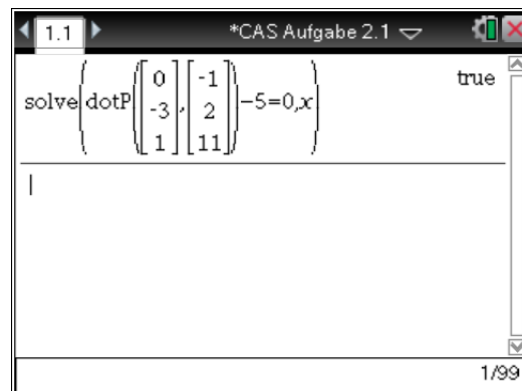 1.1 *CAS Aufgabe 2.1
solve(dotP([0 -3 1],[-1 2 11])-5=0,x) true
1/99